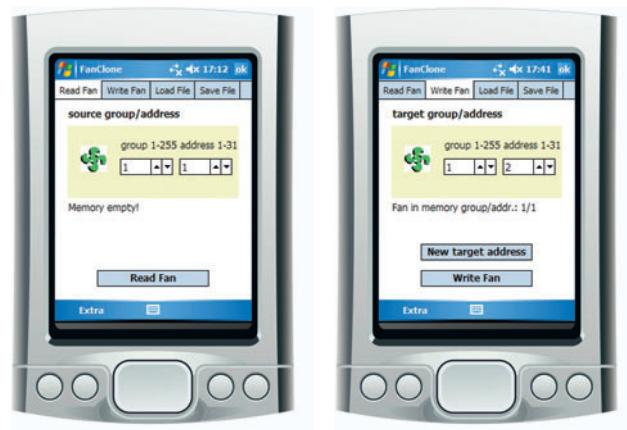 FanClone 17:12 ok
Read Fan Write Fan Load File Save File
source group/address
group 1-255 address 1-31
1 1
Memory empty!
Read Fan
Extra
FanClone 17:41 ok
Read Fan Write Fan Load File Save File
target group/address
group 1-255 address 1-31
1 2
Fan in memory group/addr.: 1/1
New target address
Write Fan
Extra